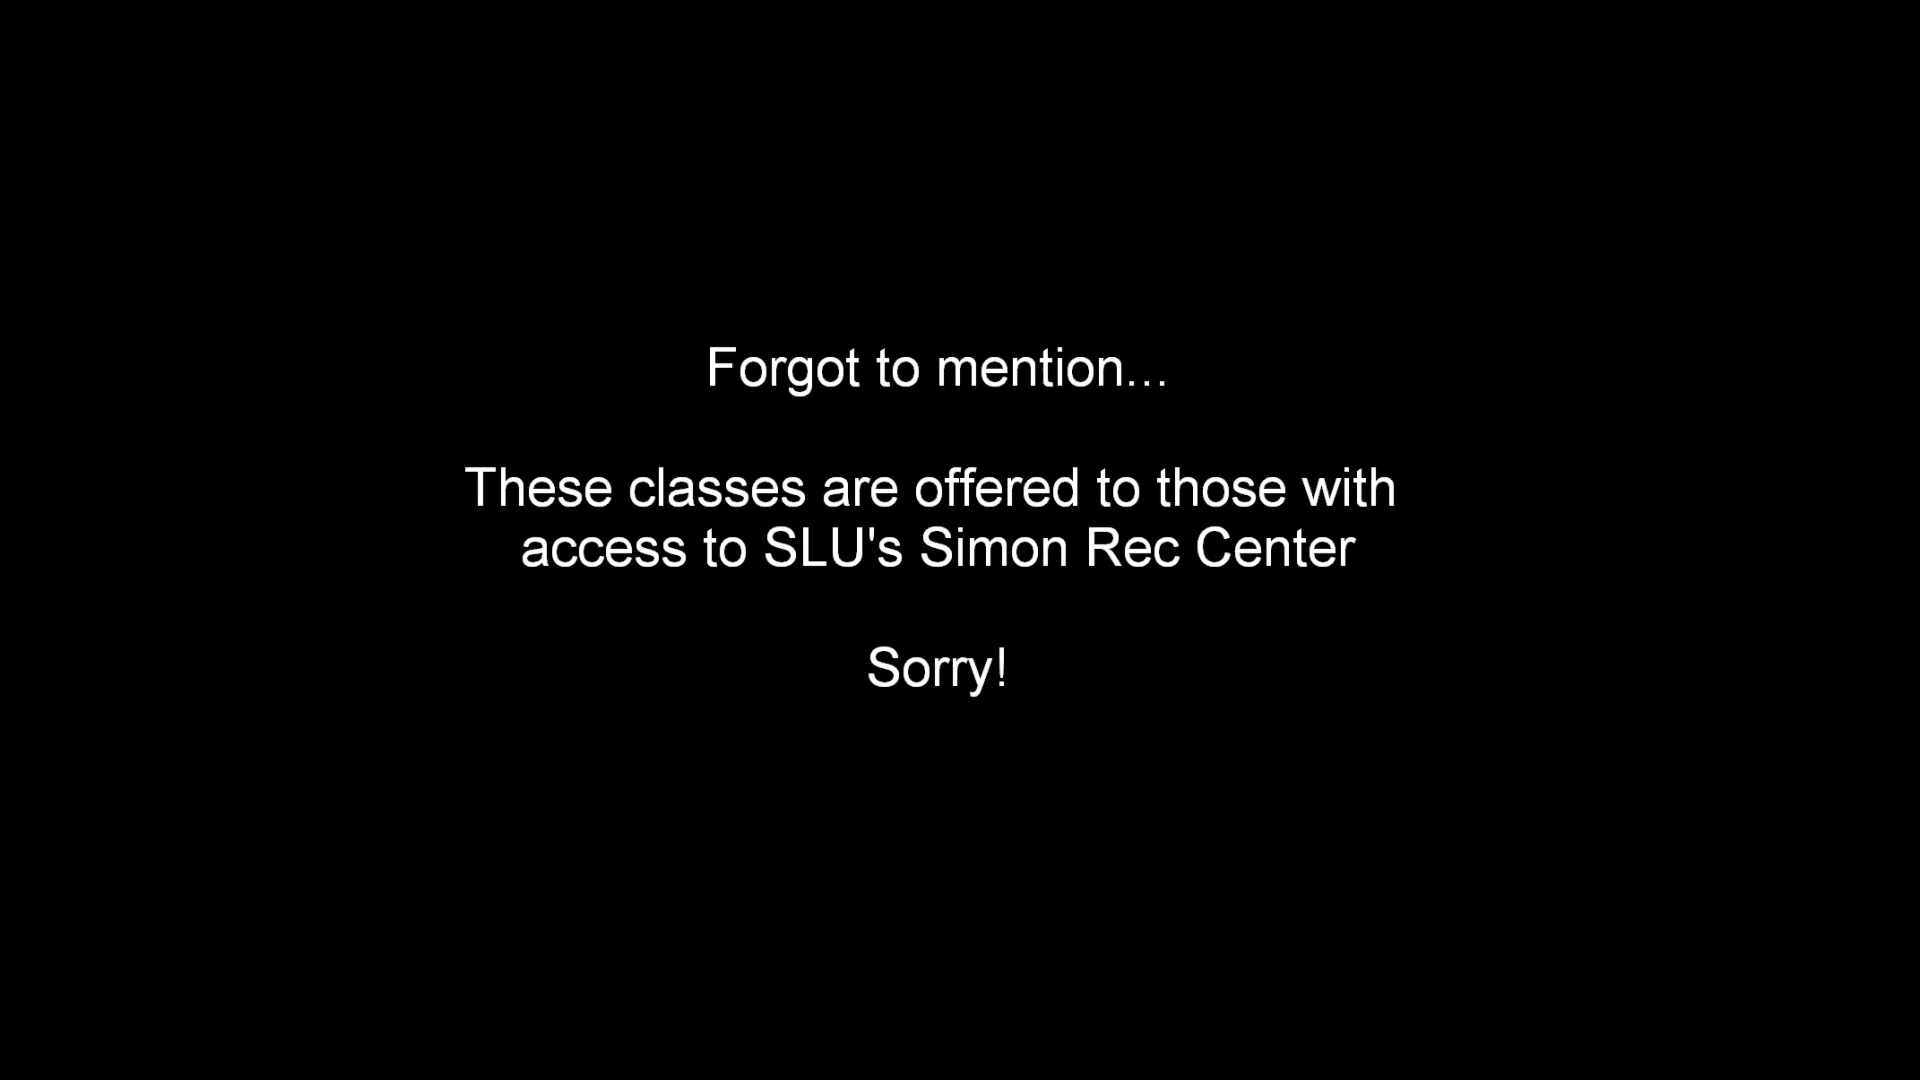 Forgot to mention...
These classes are offered to those with
access to SLU's Simon Rec Center
Sorry!